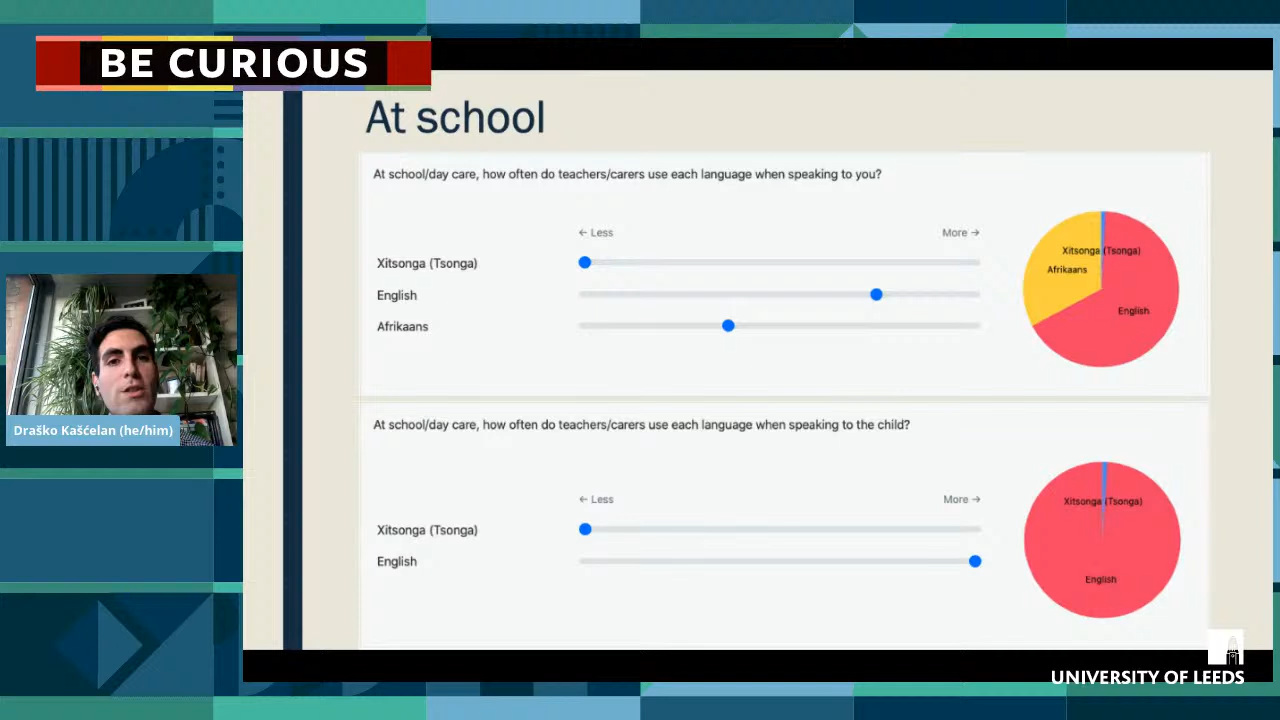 BE CURIOUS
At school
At school/day care, how often do teachers/carers use each language when speaking to you?
← Less
More →
Xitsonga (Tsonga)
English
Afrikaans
Xitsonga (Tsonga)
Afrikaans
English
At school/day care, how often do teachers/carers use each language when speaking to the child?
← Less
More →
Xitsonga (Tsonga)
English
Xitsonga (Tsonga)
English
Draško Kašćelan (he/him)
UNIVERSITY OF LEEDS